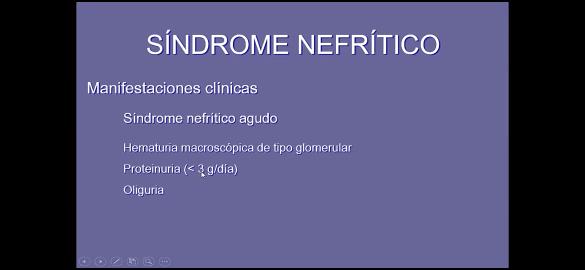 SÍNDROME NEFRÍTICO
Manifestaciones clínicas
Síndrome nefrítico agudo
Hematuria macroscópica de tipo glomerular
Proteinuria (< 3 g/día)
Oliguria